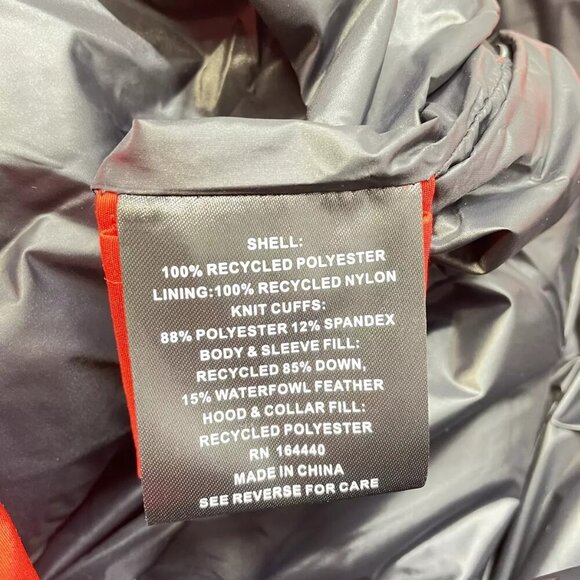 SHELL:
100% RECYCLED POLYESTER
LINING:100% RECYCLED NYLON
KNIT CUFFS:
88% POLYESTER 12% SPANDEX
BODY & SLEEVE FILL:
RECYCLED 85% DOWN,
15% WATERFOWL FEATHER
HOOD & COLLAR FILL:
RECYCLED POLYESTER
RN 164440
MADE IN CHINA
SEE REVERSE FOR CARE